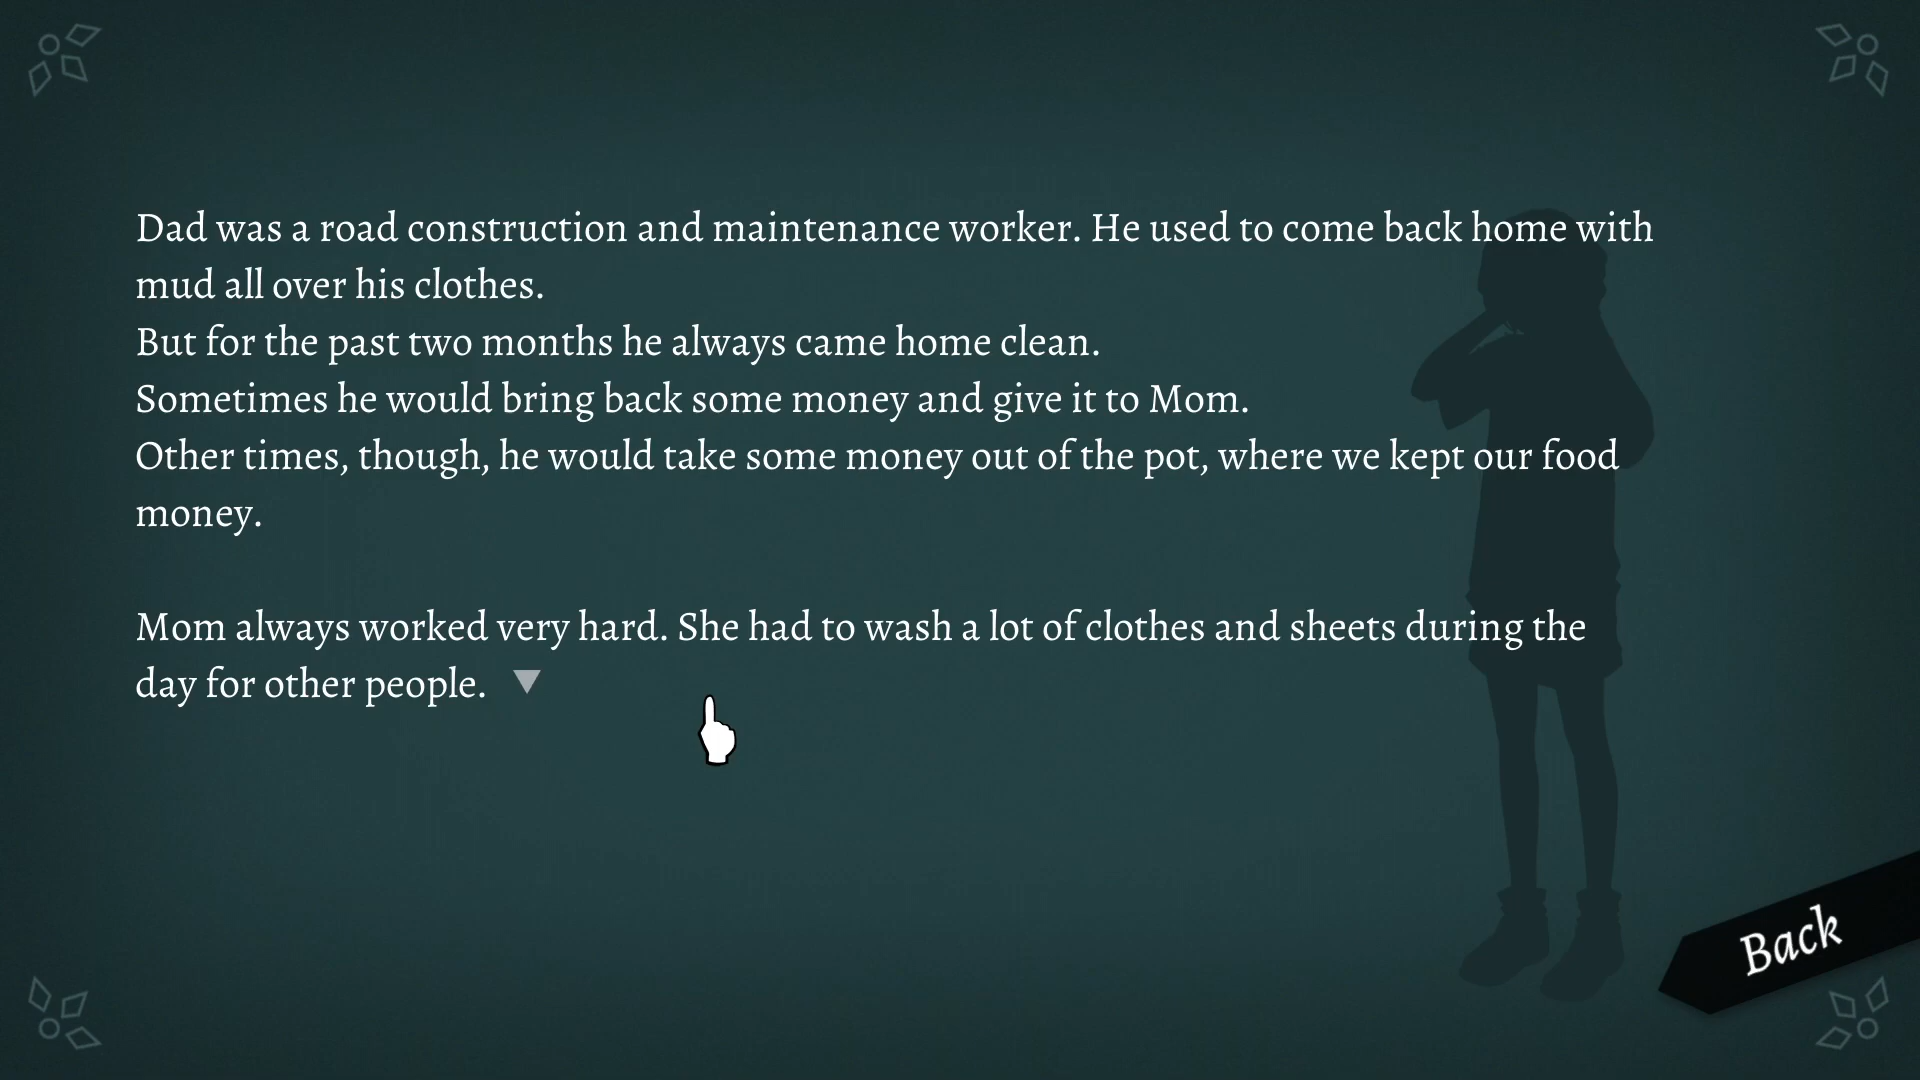 Dad was a road construction and maintenance worker. He used to come back home with
mud all over his clothes.
But for the past two months he always came home clean.
Sometimes he would bring back some money and give it to Mom.
Other times, though, he would take some money out of the pot, where we kept our food
money.
Mom always worked very hard. She had to wash a lot of clothes and sheets during the
day for other people.
Back